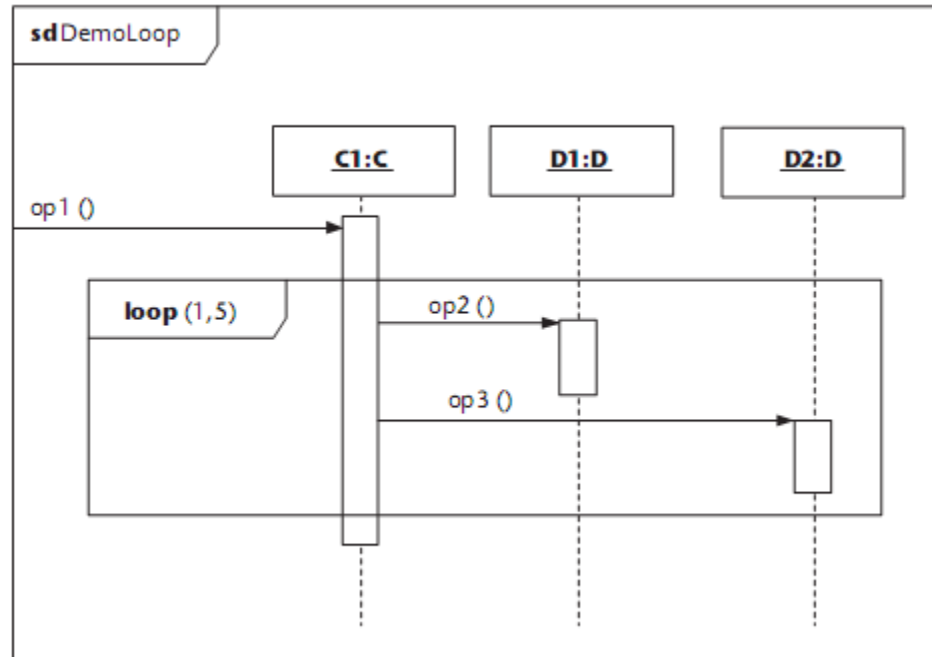 sd DemoLoop
C1:C
D1:D
D2:D
op1 ()
loop (1,5)
op2 ()
op3 ()